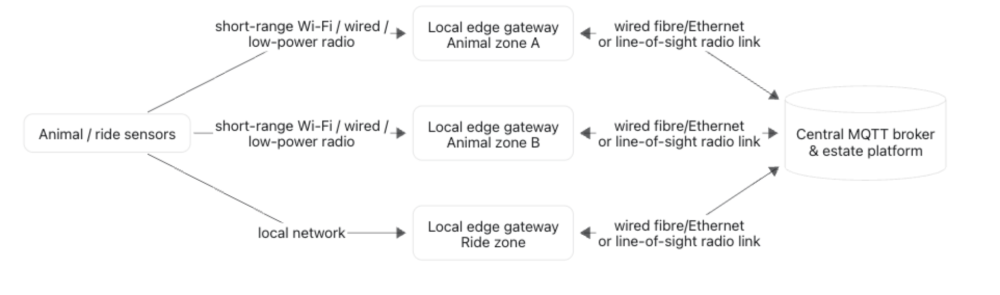 short-range Wi-Fi / wired /
low-power radio
Local edge gateway
Animal zone A
wired fibre/Ethernet
or line-of-sight radio link
Animal / ride sensors
short-range Wi-Fi / wired /
low-power radio
Local edge gateway
Animal zone B
wired fibre/Ethernet
or line-of-sight radio link
Central MQTT broker
& estate platform
local network
Local edge gateway
Ride zone
wired fibre/Ethernet
or line-of-sight radio link